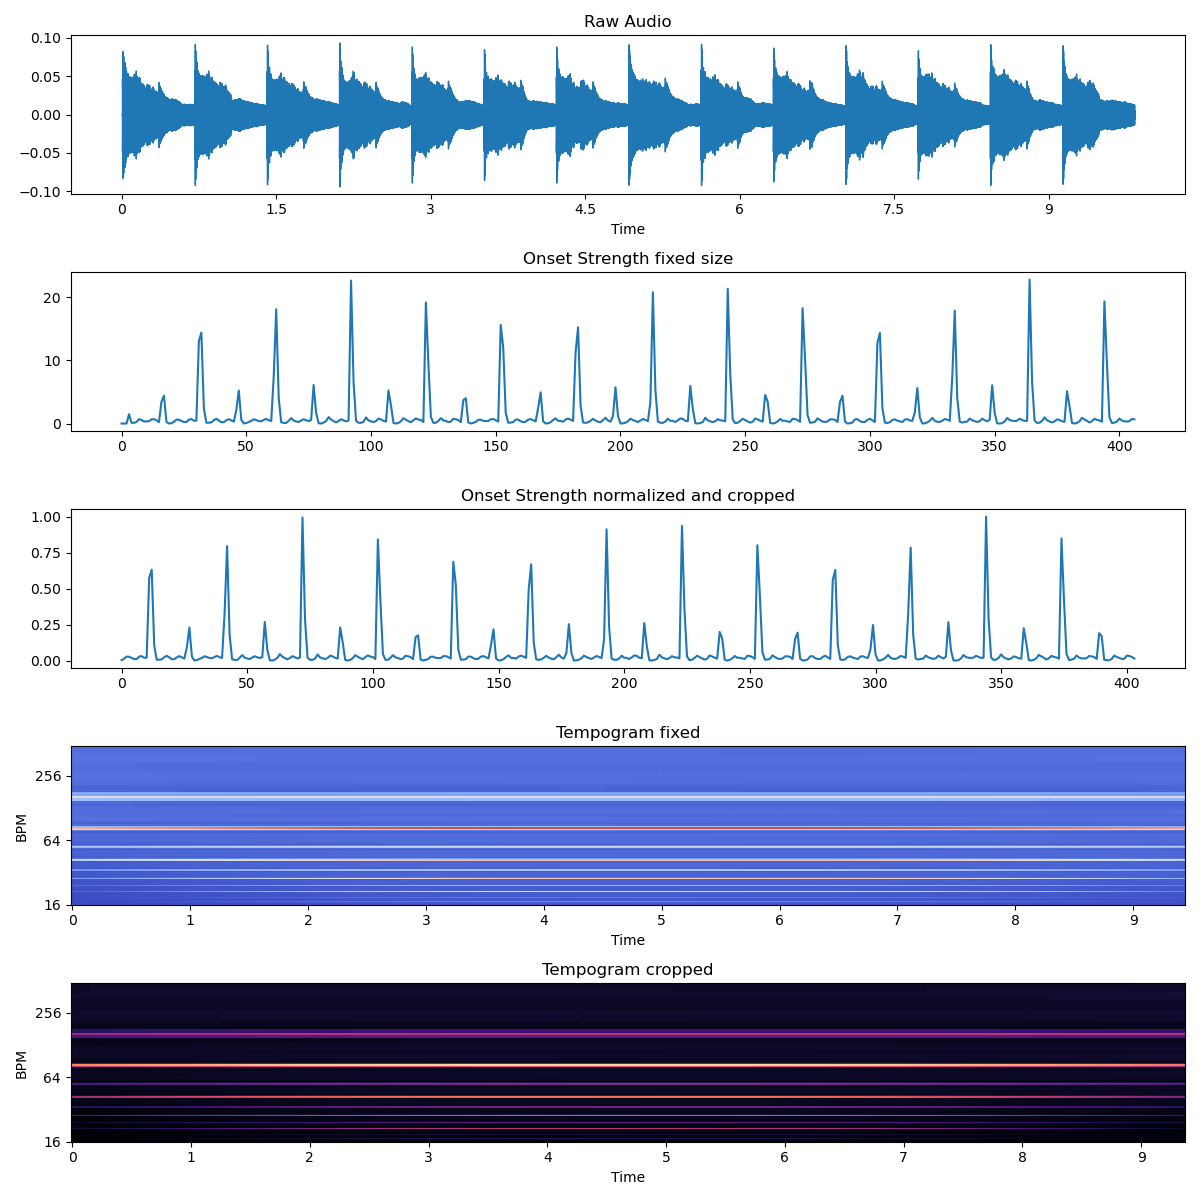 Raw Audio
0.10
0.05
0.00
−0.05
−0.10
0 1.5 3 4.5 6 7.5 9
Time
Onset Strength fixed size
20
10
0
0 50 100 150 200 250 300 350 400
Onset Strength normalized and cropped
1.00
0.75
0.50
0.25
0.00
0 50 100 150 200 250 300 350 400
Tempogram fixed
256
64
16
BPM
0 1 2 3 4 5 6 7 8 9
Time
Tempogram cropped
256
64
16
BPM
0 1 2 3 4 5 6 7 8 9
Time